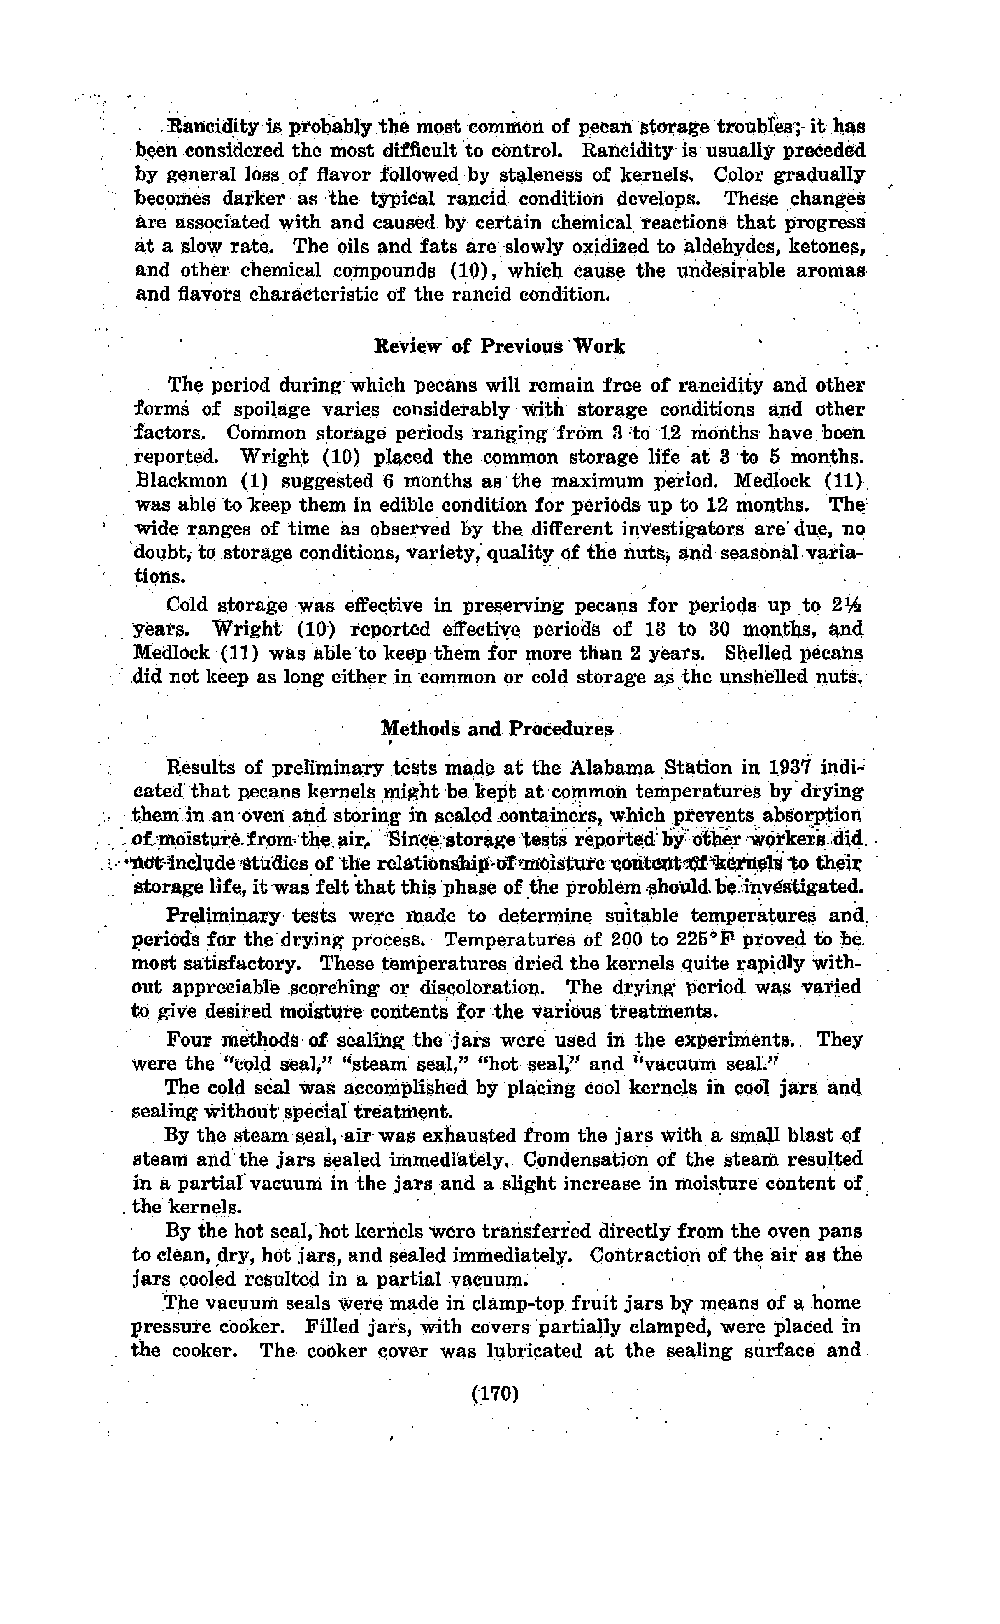 Rancidity is probably the most common of pecan storage troubles; it has
been considered the most difficult to control. Rancidity is usually preceded
by general loss of flavor followed by staleness of kernels. Color gradually
becomes darker as the typical rancid condition develops. These changes
are associated with and caused by certain chemical reactions that progress
at a slow rate. The oils and fats are slowly oxidized to aldehydes, ketones,
and other chemical compounds (10), which cause the undesirable aromas
and flavors characteristic of the rancid condition.
Review of Previous Work
The period during which pecans will remain free of rancidity and other
forms of spoilage varies considerably with storage conditions and other
factors. Common storage periods ranging from 3 to 12 months have been
reported. Wright (10) placed the common storage life at 3 to 5 months.
Blackmon (1) suggested 6 months as the maximum period. Medlock (11)
was able to keep them in edible condition for periods up to 12 months. The
wide ranges of time as observed by the different investigators are due, no
doubt, to storage conditions, variety, quality of the nuts, and seasonal varia-
tions.
Cold storage was effective in preserving pecans for periods up to 2½
years. Wright (10) reported effective periods of 18 to 30 months, and
Medlock (11) was able to keep them for more than 2 years. Shelled pecans
did not keep as long either in common or cold storage as the unshelled nuts.
Methods and Procedures
Results of preliminary tests made at the Alabama Station in 1937 indi-
cated that pecans kernels might be kept at common temperatures by drying
them in an oven and storing in sealed containers, which prevents absorption
of moisture from the air. Since storage tests reported by other workers did
not include studies of the relationship of moisture content of kernels to their
storage life, it was felt that this phase of the problem should be investigated.
Preliminary tests were made to determine suitable temperatures and
periods for the drying process. Temperatures of 200 to 225°F proved to be
most satisfactory. These temperatures dried the kernels quite rapidly with-
out appreciable scorching or discoloration. The drying period was varied
to give desired moisture contents for the various treatments.
Four methods of sealing the jars were used in the experiments. They
were the "cold seal," "steam seal," "hot seal," and "vacuum seal."
The cold seal was accomplished by placing cool kernels in cool jars and
sealing without special treatment.
By the steam seal, air was exhausted from the jars with a small blast of
steam and the jars sealed immediately. Condensation of the steam resulted
in a partial vacuum in the jars and a slight increase in moisture content of
the kernels.
By the hot seal, hot kernels were transferred directly from the oven pans
to clean, dry, hot jars, and sealed immediately. Contraction of the air as the
jars cooled resulted in a partial vacuum.
The vacuum seals were made in clamp-top fruit jars by means of a home
pressure cooker. Filled jars, with covers partially clamped, were placed in
the cooker. The cooker cover was lubricated at the sealing surface and
(170)